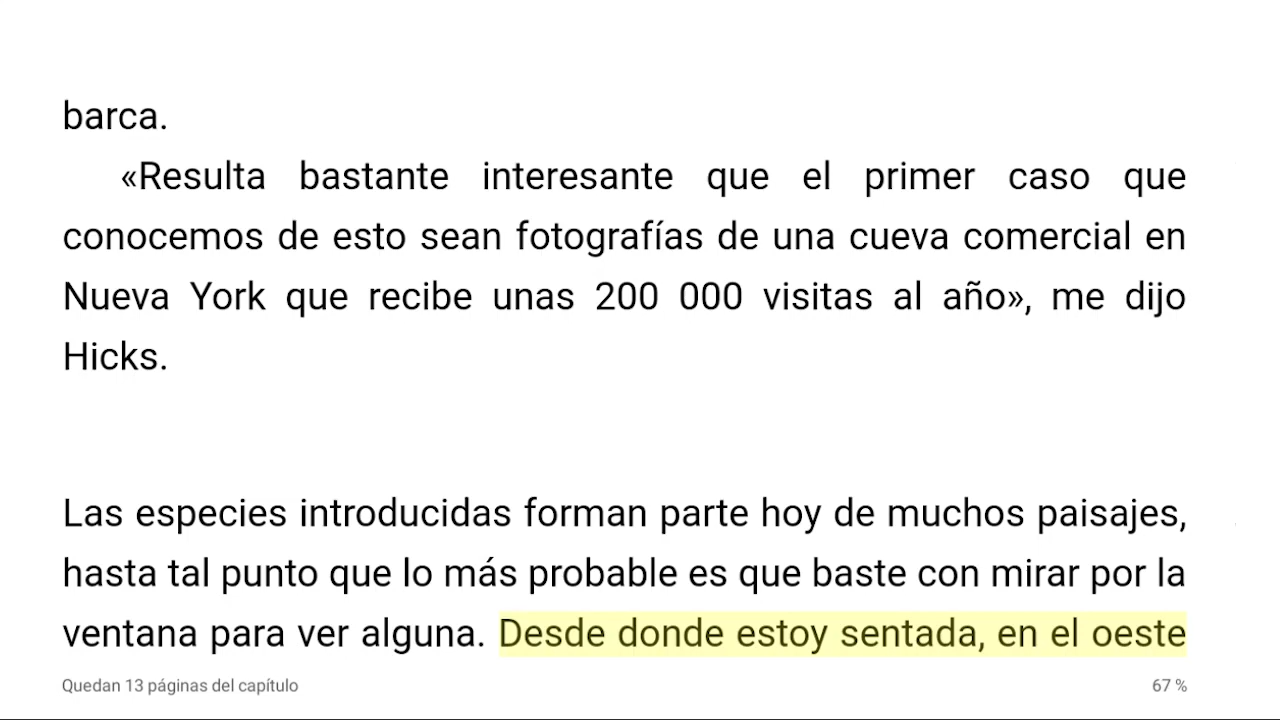 barca.
«Resulta bastante interesante que el primer caso que
conocemos de esto sean fotografías de una cueva comercial en
Nueva York que recibe unas 200 000 visitas al año», me dijo
Hicks.
Las especies introducidas forman parte hoy de muchos paisajes,
hasta tal punto que lo más probable es que baste con mirar por la
ventana para ver alguna. Desde donde estoy sentada, en el oeste
Quedan 13 páginas del capítulo
67 %